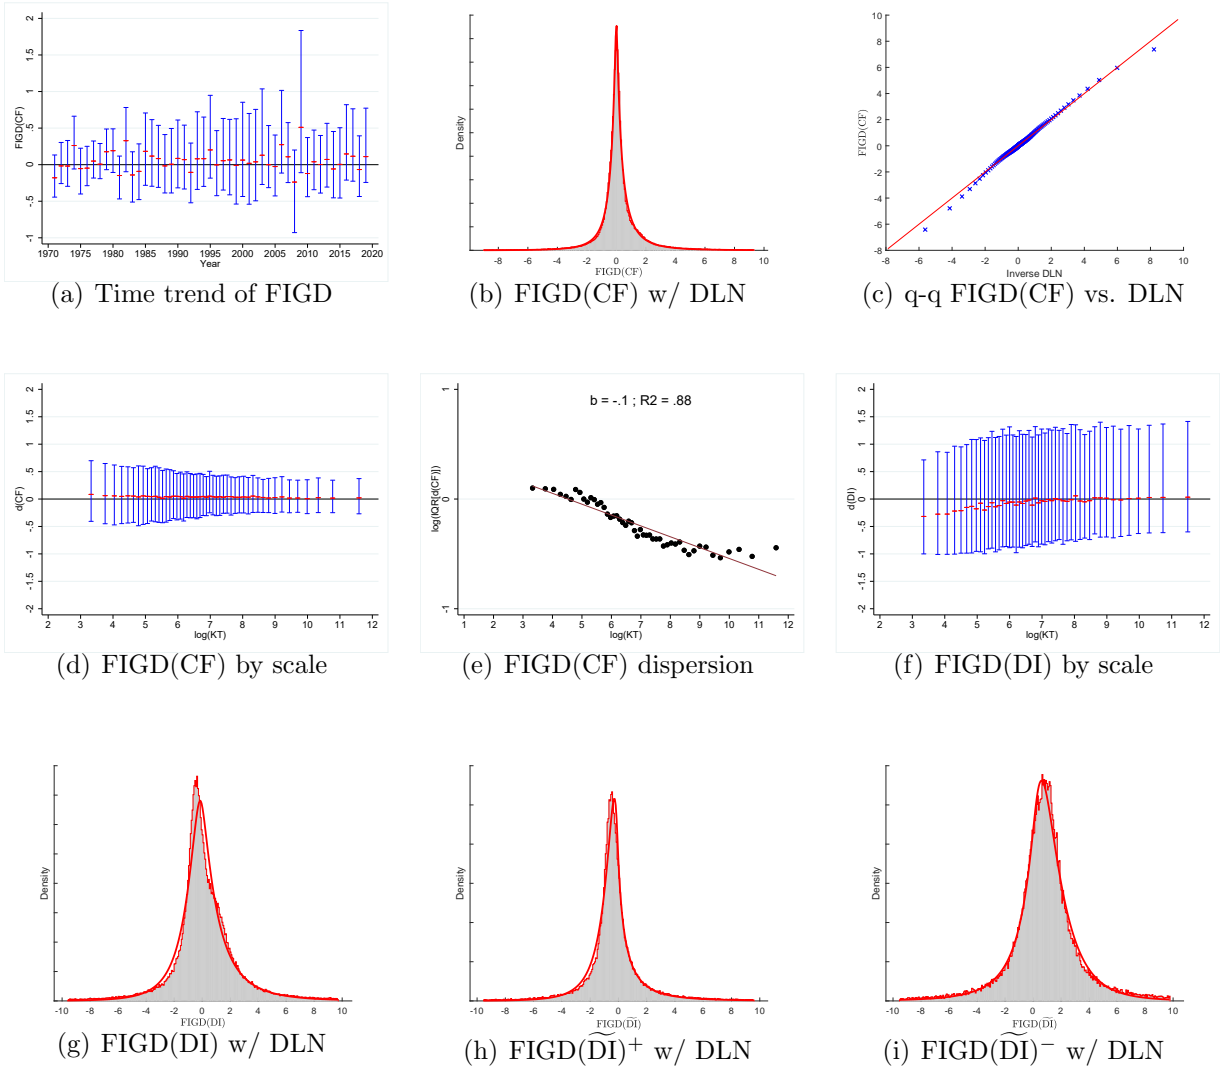 2
1.5
1
.5
0
-.5
-1
FIGD(CF)
1970 1975 1980 1985 1990 1995 2000 2005 2010 2015 2020
Year
(a) Time trend of FIGD
Density
-8 -6 -4 -2 0 2 4 6 8 10
FIGD(CF)
(b) FIGD(CF) w/ DLN
10
8
6
4
2
0
-2
-4
-6
-8
FIGD(CF)
-8 -6 -4 -2 0 2 4 6 8 10
Inverse DLN
(c) q-q FIGD(CF) vs. DLN
2
1.5
1
.5
0
-.5
-1
-1.5
-2
d(CF)
2 3 4 5 6 7 8 9 10 11 12
log(KT)
(d) FIGD(CF) by scale
b = -.1 ; R2 = .88
1
0
-1
log(IQR[d(CF)])
1 2 3 4 5 6 7 8 9 10 11 12
log(KT)
(e) FIGD(CF) dispersion
2
1.5
1
.5
0
-.5
-1
-1.5
-2
d(DI)
2 3 4 5 6 7 8 9 10 11 12
log(KT)
(f) FIGD(DI) by scale
Density
-10 -8 -6 -4 -2 0 2 4 6 8 10
FIGD(DI)
(g) FIGD(DI) w/ DLN
Density
-10 -8 -6 -4 -2 0 2 4 6 8 10
FIGD(D̃I)
(h) FIGD(D̃I)⁺ w/ DLN
Density
-10 -8 -6 -4 -2 0 2 4 6 8 10
FIGD(D̃I)
(i) FIGD(D̃I)⁻ w/ DLN